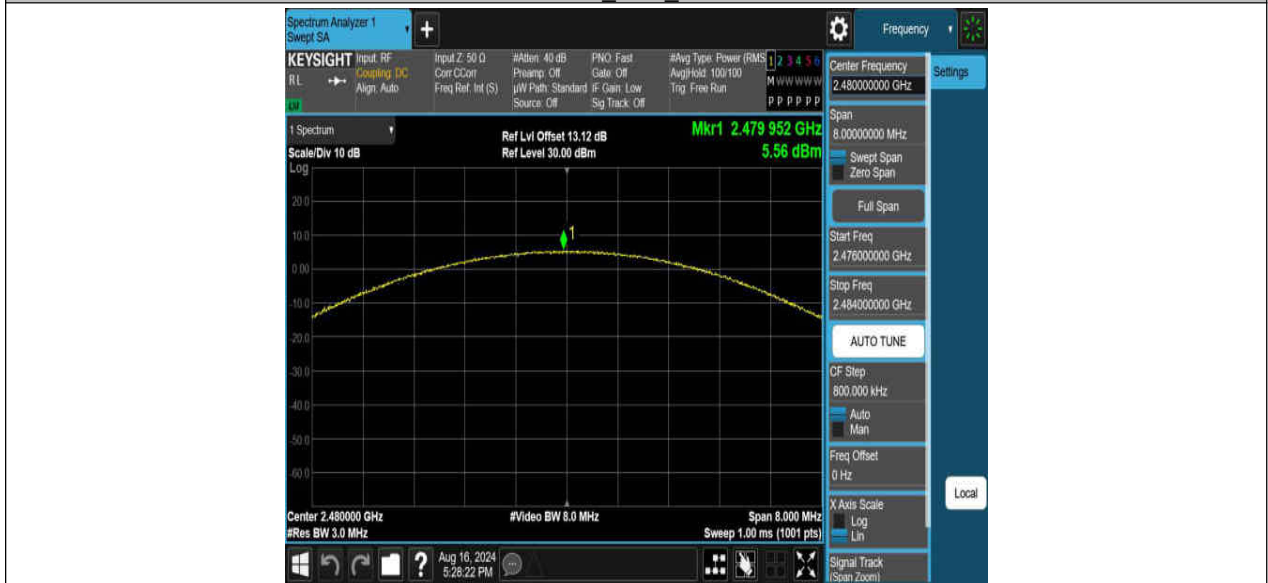 Spectrum Analyzer 1
Swept SA
+
Frequency
KEYSIGHT
RL
Input: RF
Coupling: DC
Align: Auto
Input Z: 50 Ω
Corr CCorr
Freq Ref: Int (S)
#Atten: 40 dB
Preamp: Off
µW Path: Standard
Source: Off
PNO: Fast
Gate: Off
IF Gain: Low
Sig Track: Off
#Avg Type: Power (RMS
Avg|Hold: 100/100
Trig: Free Run
1 2 3 4 5 6
M W W W W W
P P P P P P
Center Frequency
2.480000000 GHz
Settings
Span
8.00000000 MHz
Swept Span
Zero Span
Full Span
Start Freq
2.476000000 GHz
Stop Freq
2.484000000 GHz
AUTO TUNE
CF Step
800.000 kHz
Auto
Man
Freq Offset
0 Hz
X Axis Scale
Log
Lin
Signal Track
(Span Zoom)
Local
1 Spectrum
Scale/Div 10 dB
Log
Ref Lvl Offset 13.12 dB
Ref Level 30.00 dBm
Mkr1 2.479 952 GHz
5.56 dBm
20.0
10.0
0.00
-10.0
-20.0
-30.0
-40.0
-50.0
-60.0
1
Center 2.480000 GHz
#Res BW 3.0 MHz
#Video BW 8.0 MHz
Span 8.000 MHz
Sweep 1.00 ms (1001 pts)
?
Aug 16, 2024
5:28:22 PM